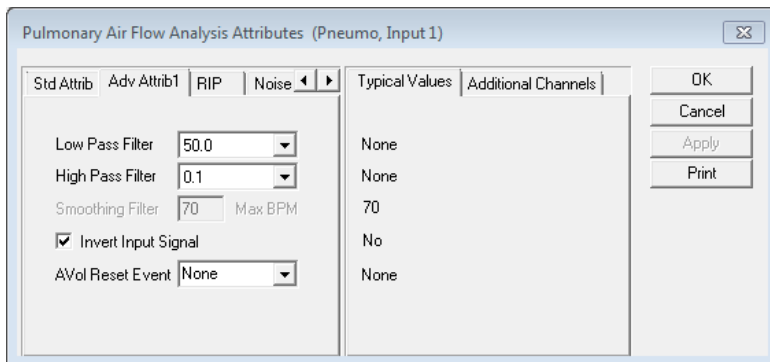 Pulmonary Air Flow Analysis Attributes (Pneumo, Input 1)
Std Attrib Adv Attrib1 RIP Noise Typical Values Additional Channels OK
Cancel
Low Pass Filter 50.0 None Apply
High Pass Filter 0.1 None Print
Smoothing Filter 70 Max BPM 70
Invert Input Signal No
AVol Reset Event None None